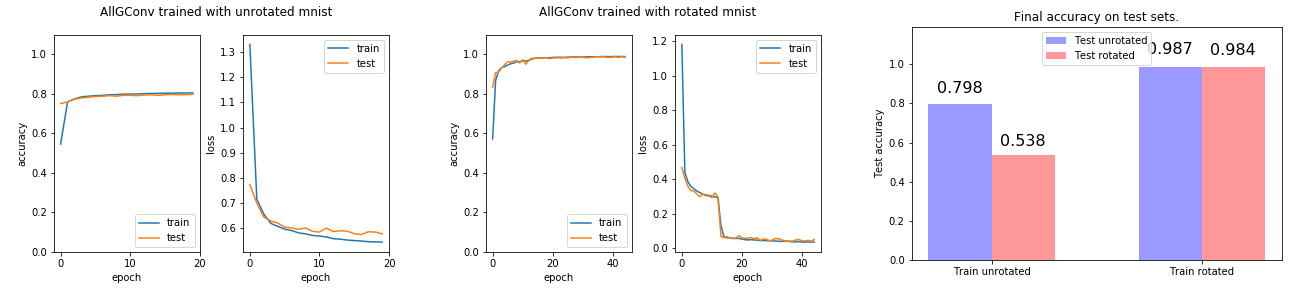 AllGConv trained with unrotated mnist
accuracy
1.0
0.8
0.6
0.4
0.2
0.0
train
test
0
20
epoch
loss
1.3
1.2
1.1
1.0
0.9
0.8
0.7
0.6
train
test
0
20
epoch
AllGConv trained with rotated mnist
accuracy
1.0
0.8
0.6
0.4
0.2
0.0
train
test
0
20
40
epoch
loss
1.2
1.0
0.8
0.6
0.4
0.2
0.0
train
test
0
20
40
epoch
Final accuracy on test sets.
Test accuracy
1.0
0.8
0.6
0.4
0.2
0.0
Test unrotated
Test rotated
0.798
0.538
0.987
0.984
Train unrotated
Train rotated